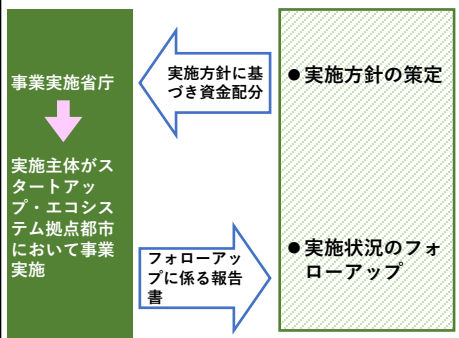 事業実施省庁
実施主体がス
タートアッ
プ・エコシス
テム拠点都市
において事業
実施
実施方針に基
づき資金配分
フォローアッ
プに係る報告
書
●実施方針の策定
●実施状況のフォ
ローアップ